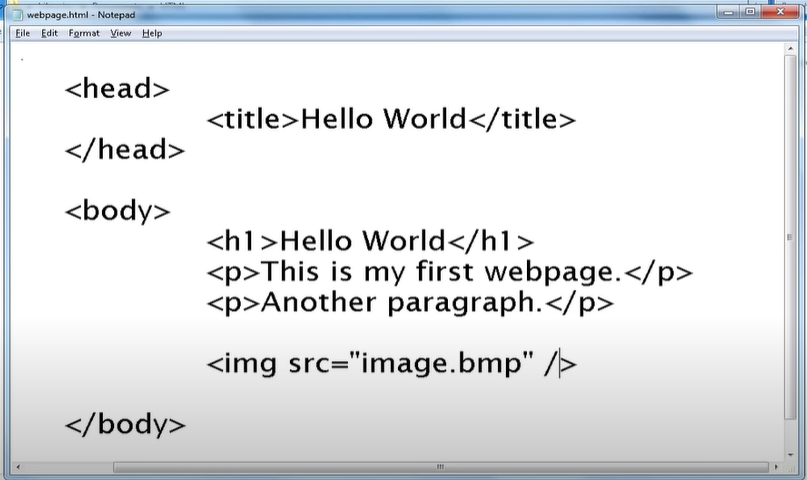 webpage.html - Notepad
File Edit Format View Help
<head>
<title>Hello World</title>
</head>
<body>
<h1>Hello World</h1>
<p>This is my first webpage.</p>
<p>Another paragraph.</p>
<img src="image.bmp" />
</body>